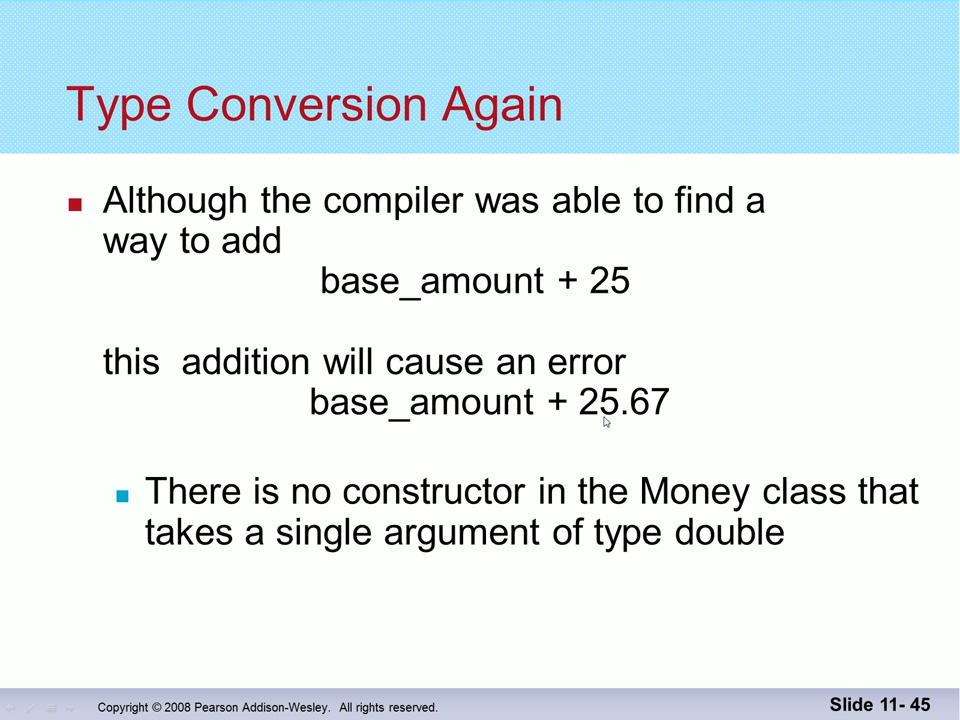 Type Conversion Again
Although the compiler was able to find a
way to add
base_amount + 25
this addition will cause an error
base_amount + 25.67
There is no constructor in the Money class that
takes a single argument of type double
Copyright © 2008 Pearson Addison-Wesley. All rights reserved.
Slide 11- 45